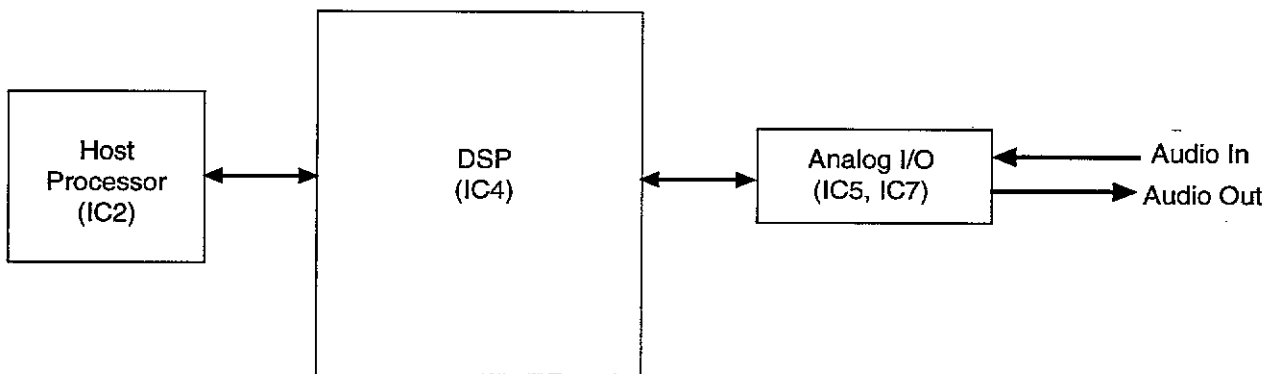 Host
Processor
(IC2)
DSP
(IC4)
Analog I/O
(IC5, IC7)
Audio In
Audio Out